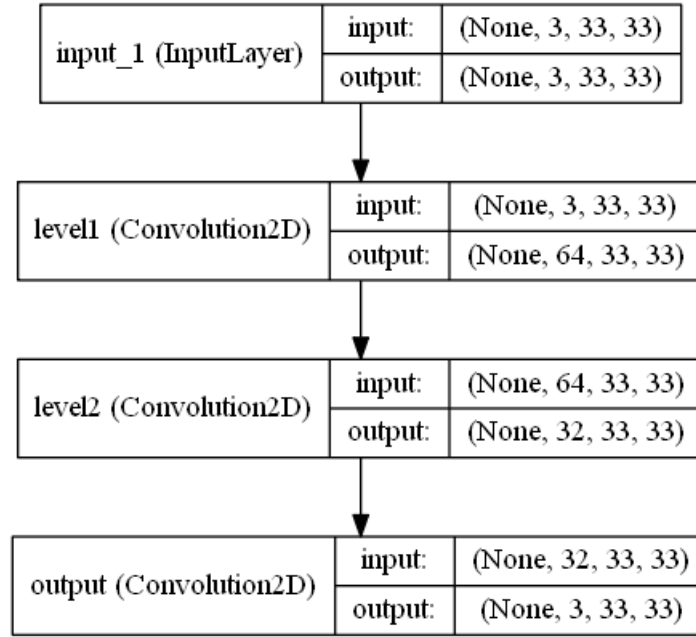 input_1 (InputLayer)
input: (None, 3, 33, 33)
output: (None, 3, 33, 33)
level1 (Convolution2D)
input: (None, 3, 33, 33)
output: (None, 64, 33, 33)
level2 (Convolution2D)
input: (None, 64, 33, 33)
output: (None, 32, 33, 33)
output (Convolution2D)
input: (None, 32, 33, 33)
output: (None, 3, 33, 33)